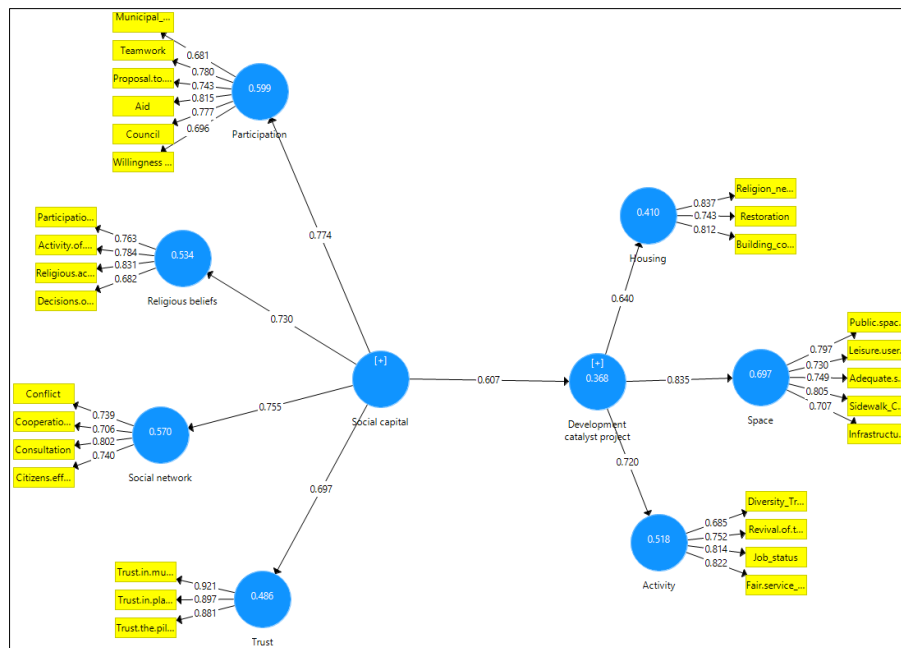 Municipal_...
Teamwork
Proposal.to....
Aid
Council
Willingness ...
0.681
0.780
0.743
0.815
0.777
0.696
0.599
Participation
0.774
Participatio...
Activity.of....
Religious.ac...
Decisions.o...
0.763
0.784
0.831
0.682
0.534
Religious beliefs
0.730
Conflict
Cooperatio...
Consultation
Citizens.eff...
0.739
0.706
0.802
0.740
0.570
Social network
0.755
[+]
Social capital
0.697
Trust.in.mu...
Trust.in.pla...
Trust.the.pil...
0.921
0.897
0.881
0.486
Trust
0.607
[+]
0.368
Development
catalyst project
0.640
0.410
Housing
0.837
0.743
0.812
Religion_ne...
Restoration
Building_co...
0.835
0.697
Space
0.797
0.730
0.749
0.805
0.707
Public.spac...
Leisure.user...
Adequate.s...
Sidewalk_C...
Infrastructu...
0.720
0.518
Activity
0.685
0.752
0.814
0.822
Diversity_Tr...
Revival.of.t...
Job_status
Fair.service_...